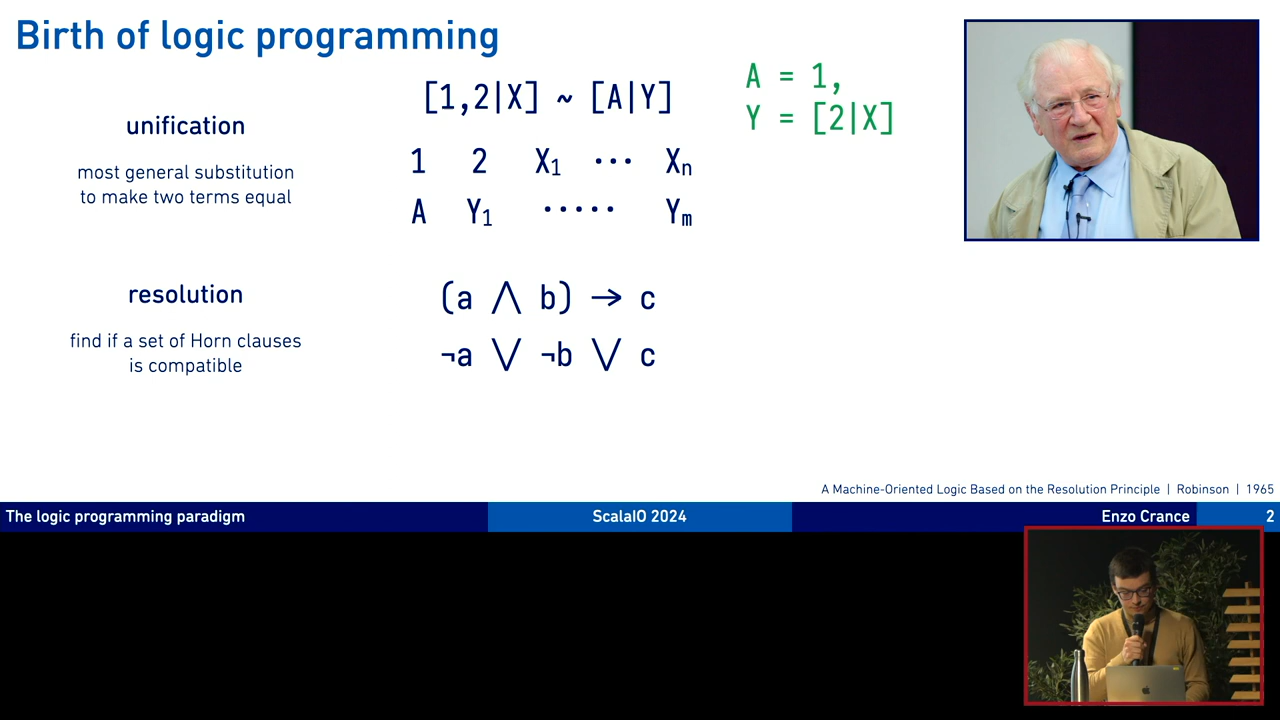 Birth of logic programming
unification
most general substitution
to make two terms equal
[1,2|X] ~ [A|Y]
1 2 X₁ ··· Xₙ
A Y₁ ····· Yₘ
A = 1,
Y = [2|X]
resolution
find if a set of Horn clauses
is compatible
(a ⋀ b) → c
¬a ⋁ ¬b ⋁ c
A Machine-Oriented Logic Based on the Resolution Principle | Robinson | 1965
The logic programming paradigm
ScalaIO 2024
Enzo Crance
2